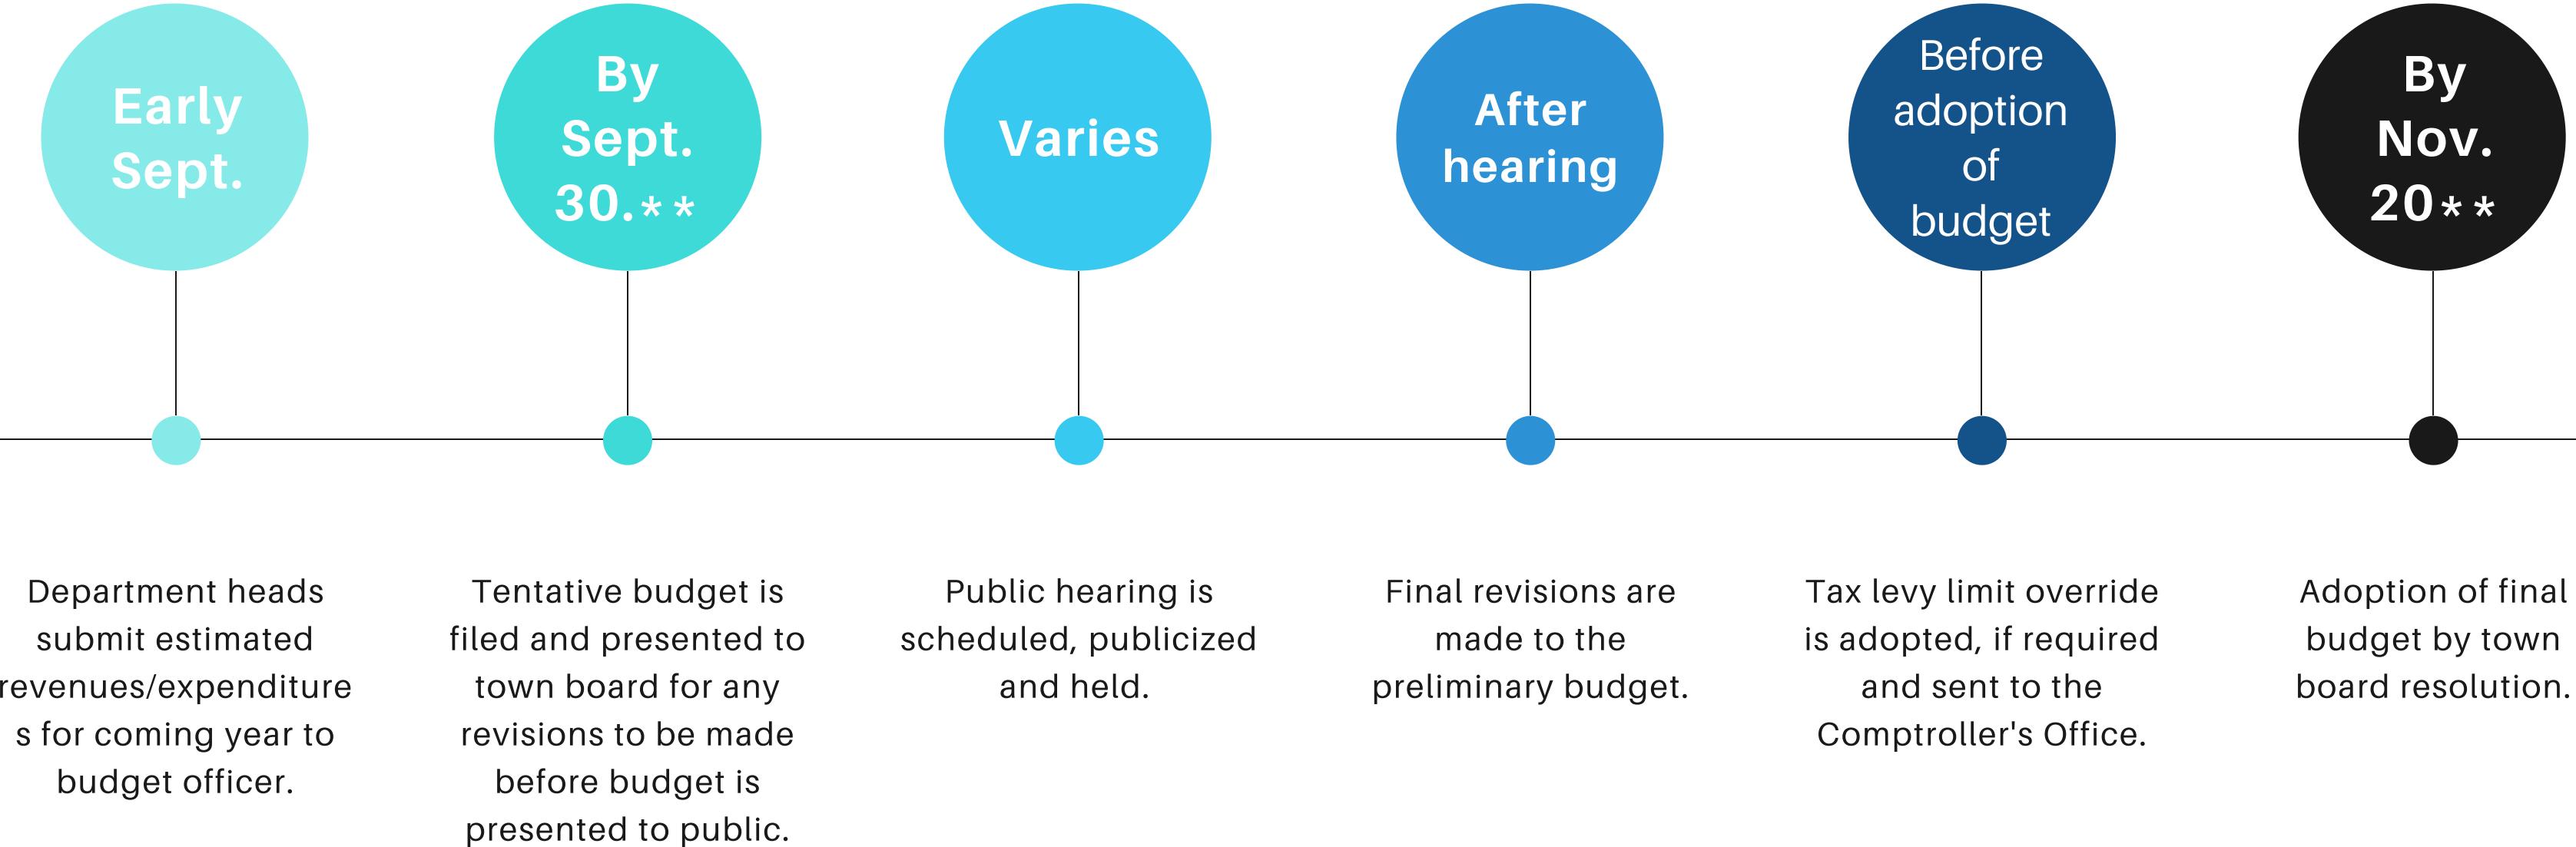 Early
Sept.
By
Sept.
30.**
Varies
After
hearing
Before
adoption
of
budget
By
Nov.
20**
Department heads
submit estimated
revenues/expenditure
s for coming year to
budget officer.
Tentative budget is
filed and presented to
town board for any
revisions to be made
before budget is
presented to public.
Public hearing is
scheduled, publicized
and held.
Final revisions are
made to the
preliminary budget.
Tax levy limit override
is adopted, if required
and sent to the
Comptroller's Office.
Adoption of final
budget by town
board resolution.